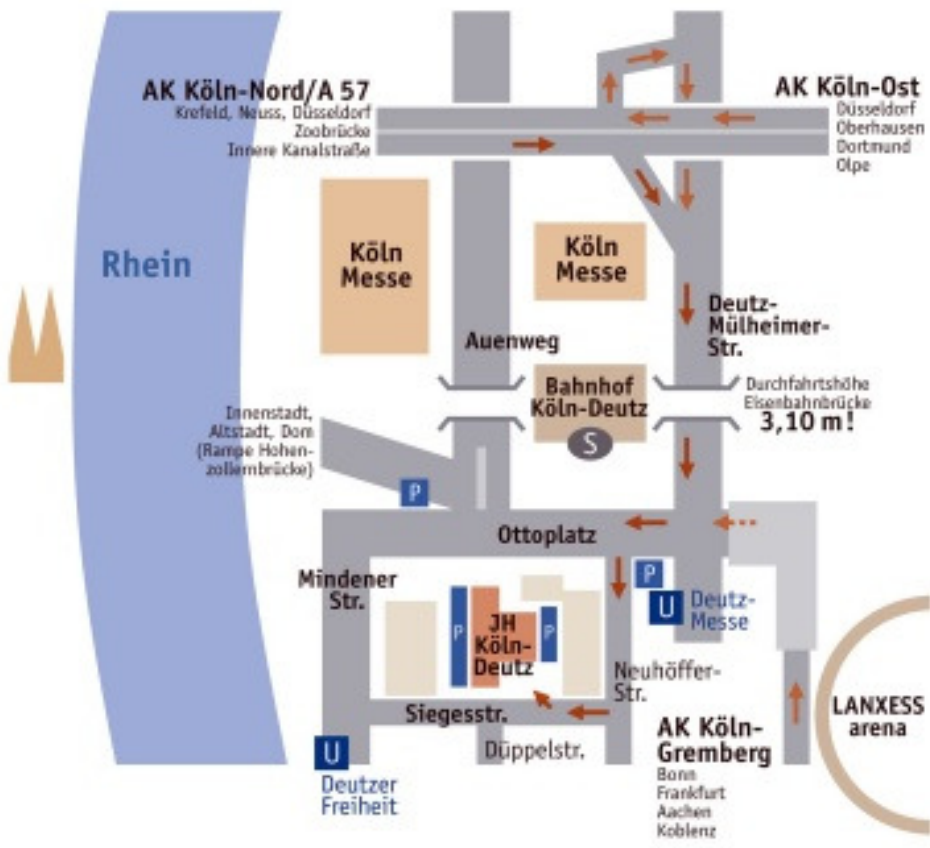 AK Köln-Nord/A 57
Krefeld, Neuss, Düsseldorf
Zoobrücke
Innere Kanalstraße
AK Köln-Ost
Düsseldorf
Oberhausen
Dortmund
Olpe
Rhein
Köln
Messe
Köln
Messe
Deutz-
Mülheimer-
Str.
Auenweg
Bahnhof
Köln-Deutz
S
Durchfahrtshöhe
Eisenbahnbrücke
3,10 m!
Innenstadt,
Altstadt, Dom
(Rampe Hohen-
zollernbrücke)
P
Ottoplatz
Mindener
Str.
P
JH
Köln-
Deutz
P
P
U
Deutz-
Messe
Neuhöffer-
Str.
Siegesstr.
Düppelstr.
U
Deutzer
Freiheit
AK Köln-
Gremberg
Bonn
Frankfurt
Aachen
Koblenz
LANXESS
arena